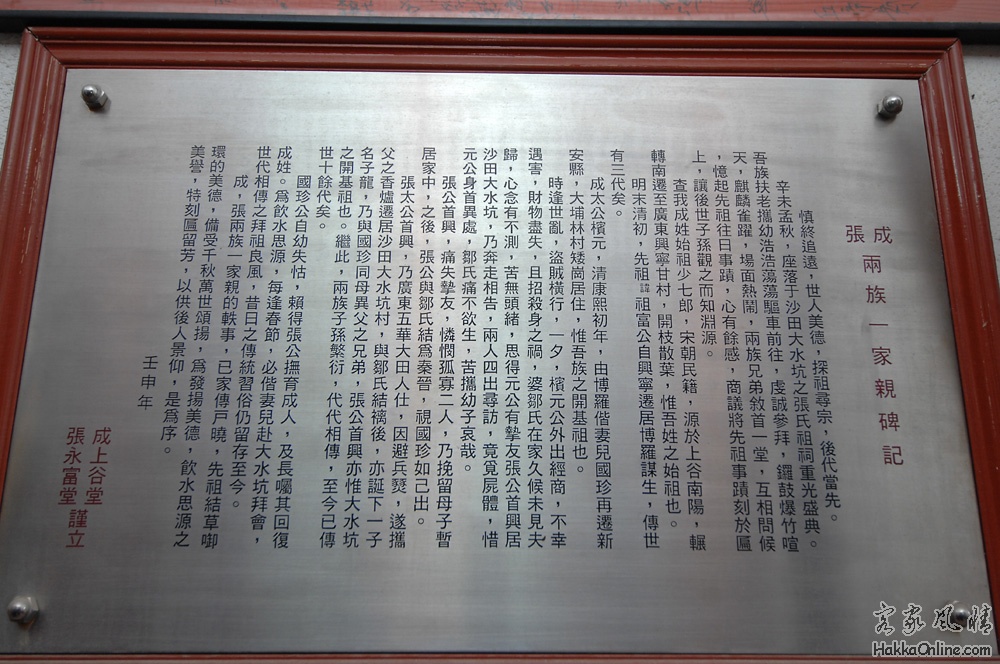 成
張
兩族一家親碑記
慎終追遠，世人美德，探祖尋宗，後代當先。
辛未孟秋，座落于沙田大水坑之張氏祖祠重光盛典。
吾族扶老攜幼浩浩蕩蕩驅車前往，虔誠參拜，鑼鼓爆竹喧
天，麒麟雀躍，場面熱鬧，兩族兄弟敘首一堂，互相問候
，憶起先祖往日事蹟，心有餘感，商議將先祖事蹟刻於匾
上，讓後世子孫觀之而知淵源。
查我成姓始祖少七郎，宋朝民籍，源於上谷南陽，輾
轉南遷至廣東興寧甘村，開枝散葉，惟吾姓之始祖也。
明末清初，先祖諱祖富公自興寧遷居博羅謀生，傳世
有三代矣。
成太公檳元，清康熙初年，由博羅偕妻兒國珍再遷新
安縣，大埔林村矮崗居住，惟吾族之開基祖也。
時逢世亂，盜賊橫行，一夕，檳元公外出經商，不幸
遇害，財物盡失，且招殺身之禍，婆鄒氏在家久候未見夫
歸，心念有不測，苦無頭緒，思得元公有摯友張公首興居
沙田大水坑，乃奔走相告，兩人四出尋訪，竟覓屍體，惜
元公身首異處，鄒氏痛不欲生，苦攜幼子哀哉。
張公首興，痛失摯友，憐憫孤寡二人，乃挽留母子暫
居家中，之後，張公與鄒氏結為秦晉，視國珍如己出。
張太公首興，乃廣東五華大田人仕，因避兵燹，遂攜
父之香爐遷居沙田大水坑村，與鄒氏結褵後，亦誕下一子
名子龍，乃與國珍同母異父之兄弟，張公首興亦惟大水坑
之開基祖也。繼此，兩族子孫繁衍，代代相傳，至今已傳
世十餘代矣。
國珍公自幼失怙，賴得張公撫育成人，及長囑其回復
成姓。為飲水思源，每逢春節，必偕妻兒赴大水坑拜會，
世代相傳之拜祖良風，昔日之傳統習俗仍留存至今。
成，張兩族一家親的軼事，已家傳戶曉，先祖結草啣
環的美德，備受千秋萬世頌揚，為發揚美德，飲水思源之
美譽，特刻匾留芳，以供後人景仰，是為序。
壬申年
成上谷堂
張永富堂
謹立
客家風情
HakkaOnline.com